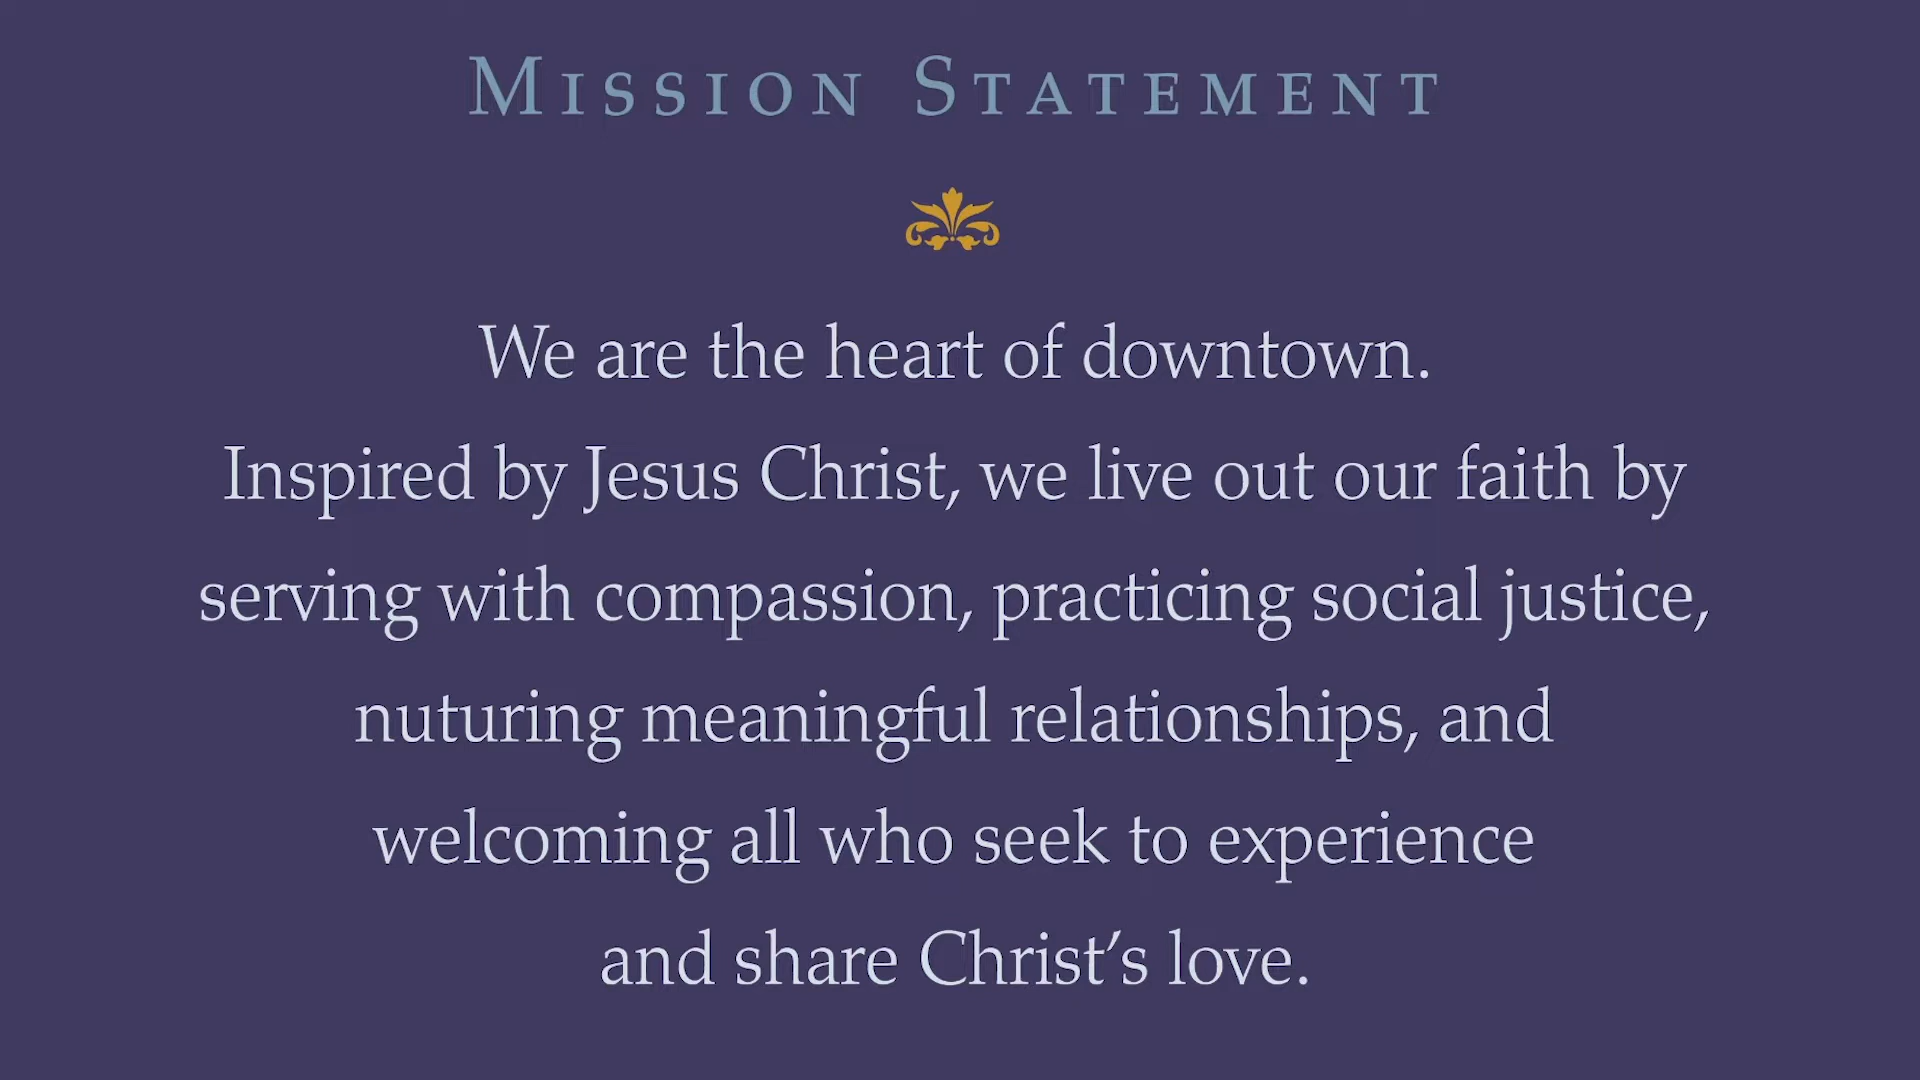 Mission Statement
We are the heart of downtown.
Inspired by Jesus Christ, we live out our faith by
serving with compassion, practicing social justice,
nuturing meaningful relationships, and
welcoming all who seek to experience
and share Christ’s love.